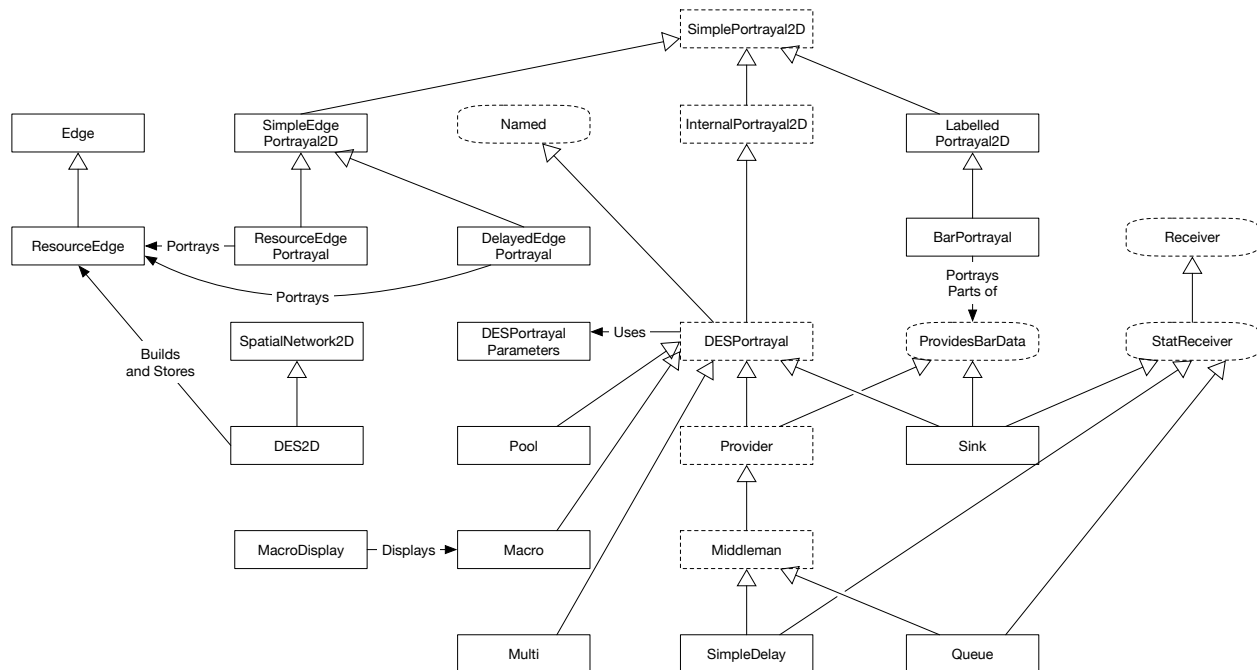 SimplePortrayal2D
Edge
SimpleEdge
Portrayal2D
Named
InternalPortrayal2D
Labelled
Portrayal2D
ResourceEdge
Portrays
ResourceEdge
Portrayal
DelayedEdge
Portrayal
BarPortrayal
Receiver
Portrays
Portrays
Parts of
SpatialNetwork2D
DESPortrayal
Parameters
Uses
DESPortrayal
ProvidesBarData
StatReceiver
Builds
and Stores
DES2D
Pool
Provider
Sink
MacroDisplay
Displays
Macro
Middleman
Multi
SimpleDelay
Queue